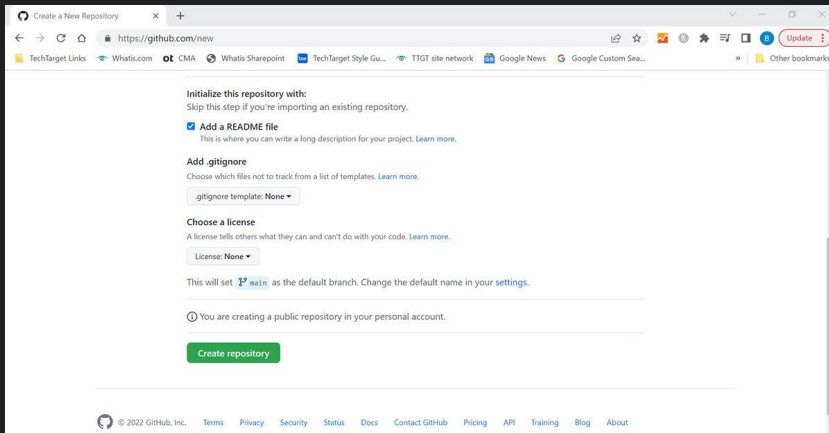 Create a New Repository
https://github.com/new
Update
TechTarget Links
Whatis.com
ot CMA
Whatis Sharepoint
TechTarget Style Gu...
TTGT site network
Google News
Google Custom Sea...
»
Other bookmarks
Initialize this repository with:
Skip this step if you're importing an existing repository.
Add a README file
This is where you can write a long description for your project. Learn more.
Add .gitignore
Choose which files not to track from a list of templates. Learn more.
.gitignore template: None
Choose a license
A license tells others what they can and can't do with your code. Learn more.
License: None
This will set main as the default branch. Change the default name in your settings.
You are creating a public repository in your personal account.
Create repository
© 2022 GitHub, Inc.
Terms
Privacy
Security
Status
Docs
Contact GitHub
Pricing
API
Training
Blog
About